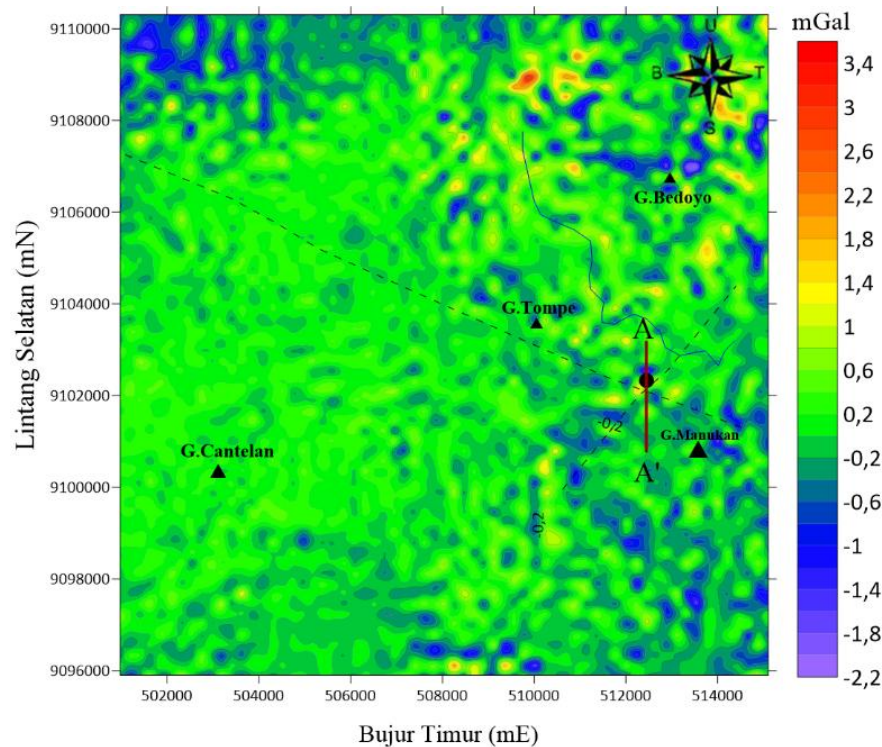 mGal
9110000
9108000
9106000
9104000
9102000
9100000
9098000
9096000
Lintang Selatan (mN)
U
B
T
S
G.Bedoyo
G.Tompe
A
-0,2
G.Manukan
G.Cantelan
A'
0,2
502000
504000
506000
508000
510000
512000
514000
Bujur Timur (mE)
3,4
3
2,6
2,2
1,8
1,4
1
0,6
0,2
-0,2
-0,6
-1
-1,4
-1,8
-2,2